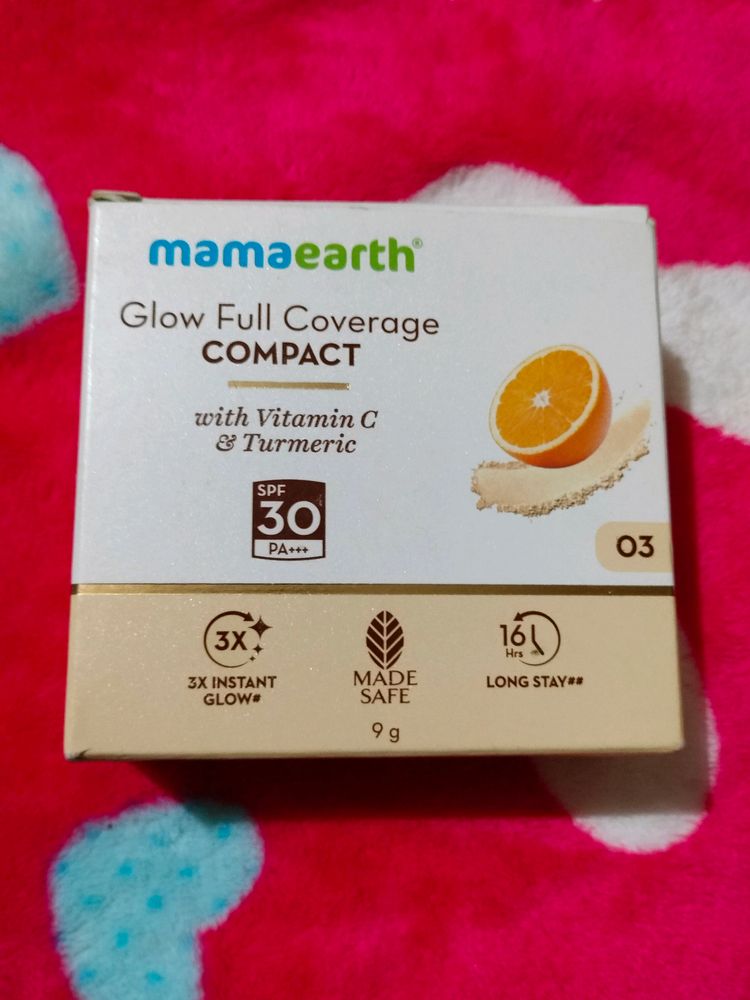 mamaearth®
Glow Full Coverage
COMPACT
with Vitamin C
& Turmeric
SPF
30
PA+++
03
3X
3X INSTANT
GLOW#
MADE
SAFE
9 g
16
Hrs
LONG STAY##